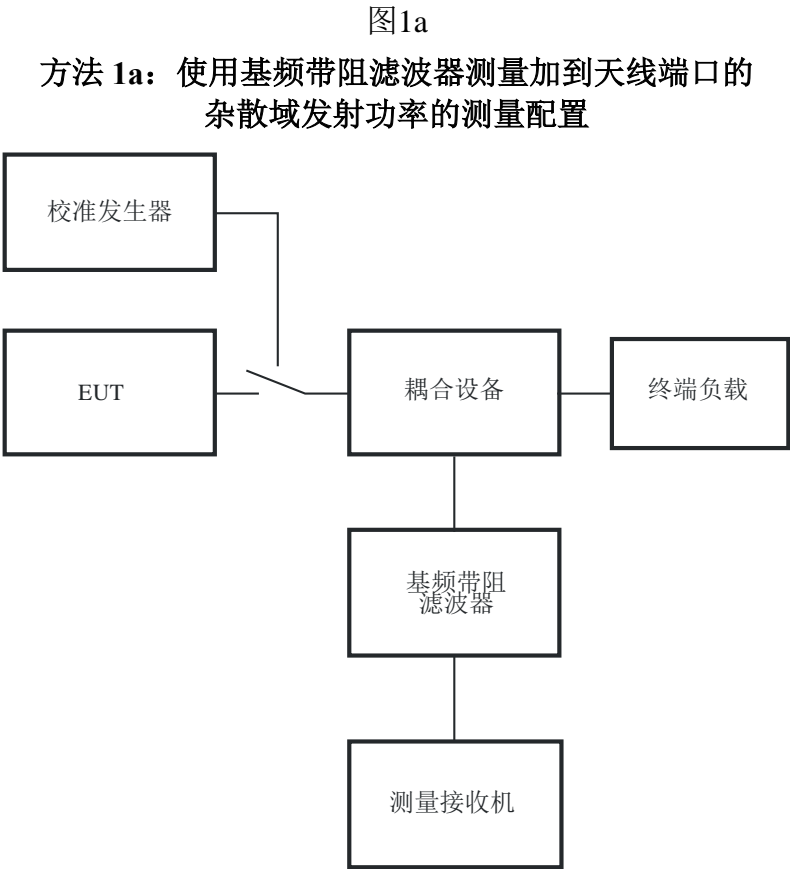 图1a
方法 1a：使用基频带阻滤波器测量加到天线端口的
杂散域发射功率的测量配置
校准发生器
EUT
耦合设备
终端负载
基频带阻
滤波器
测量接收机